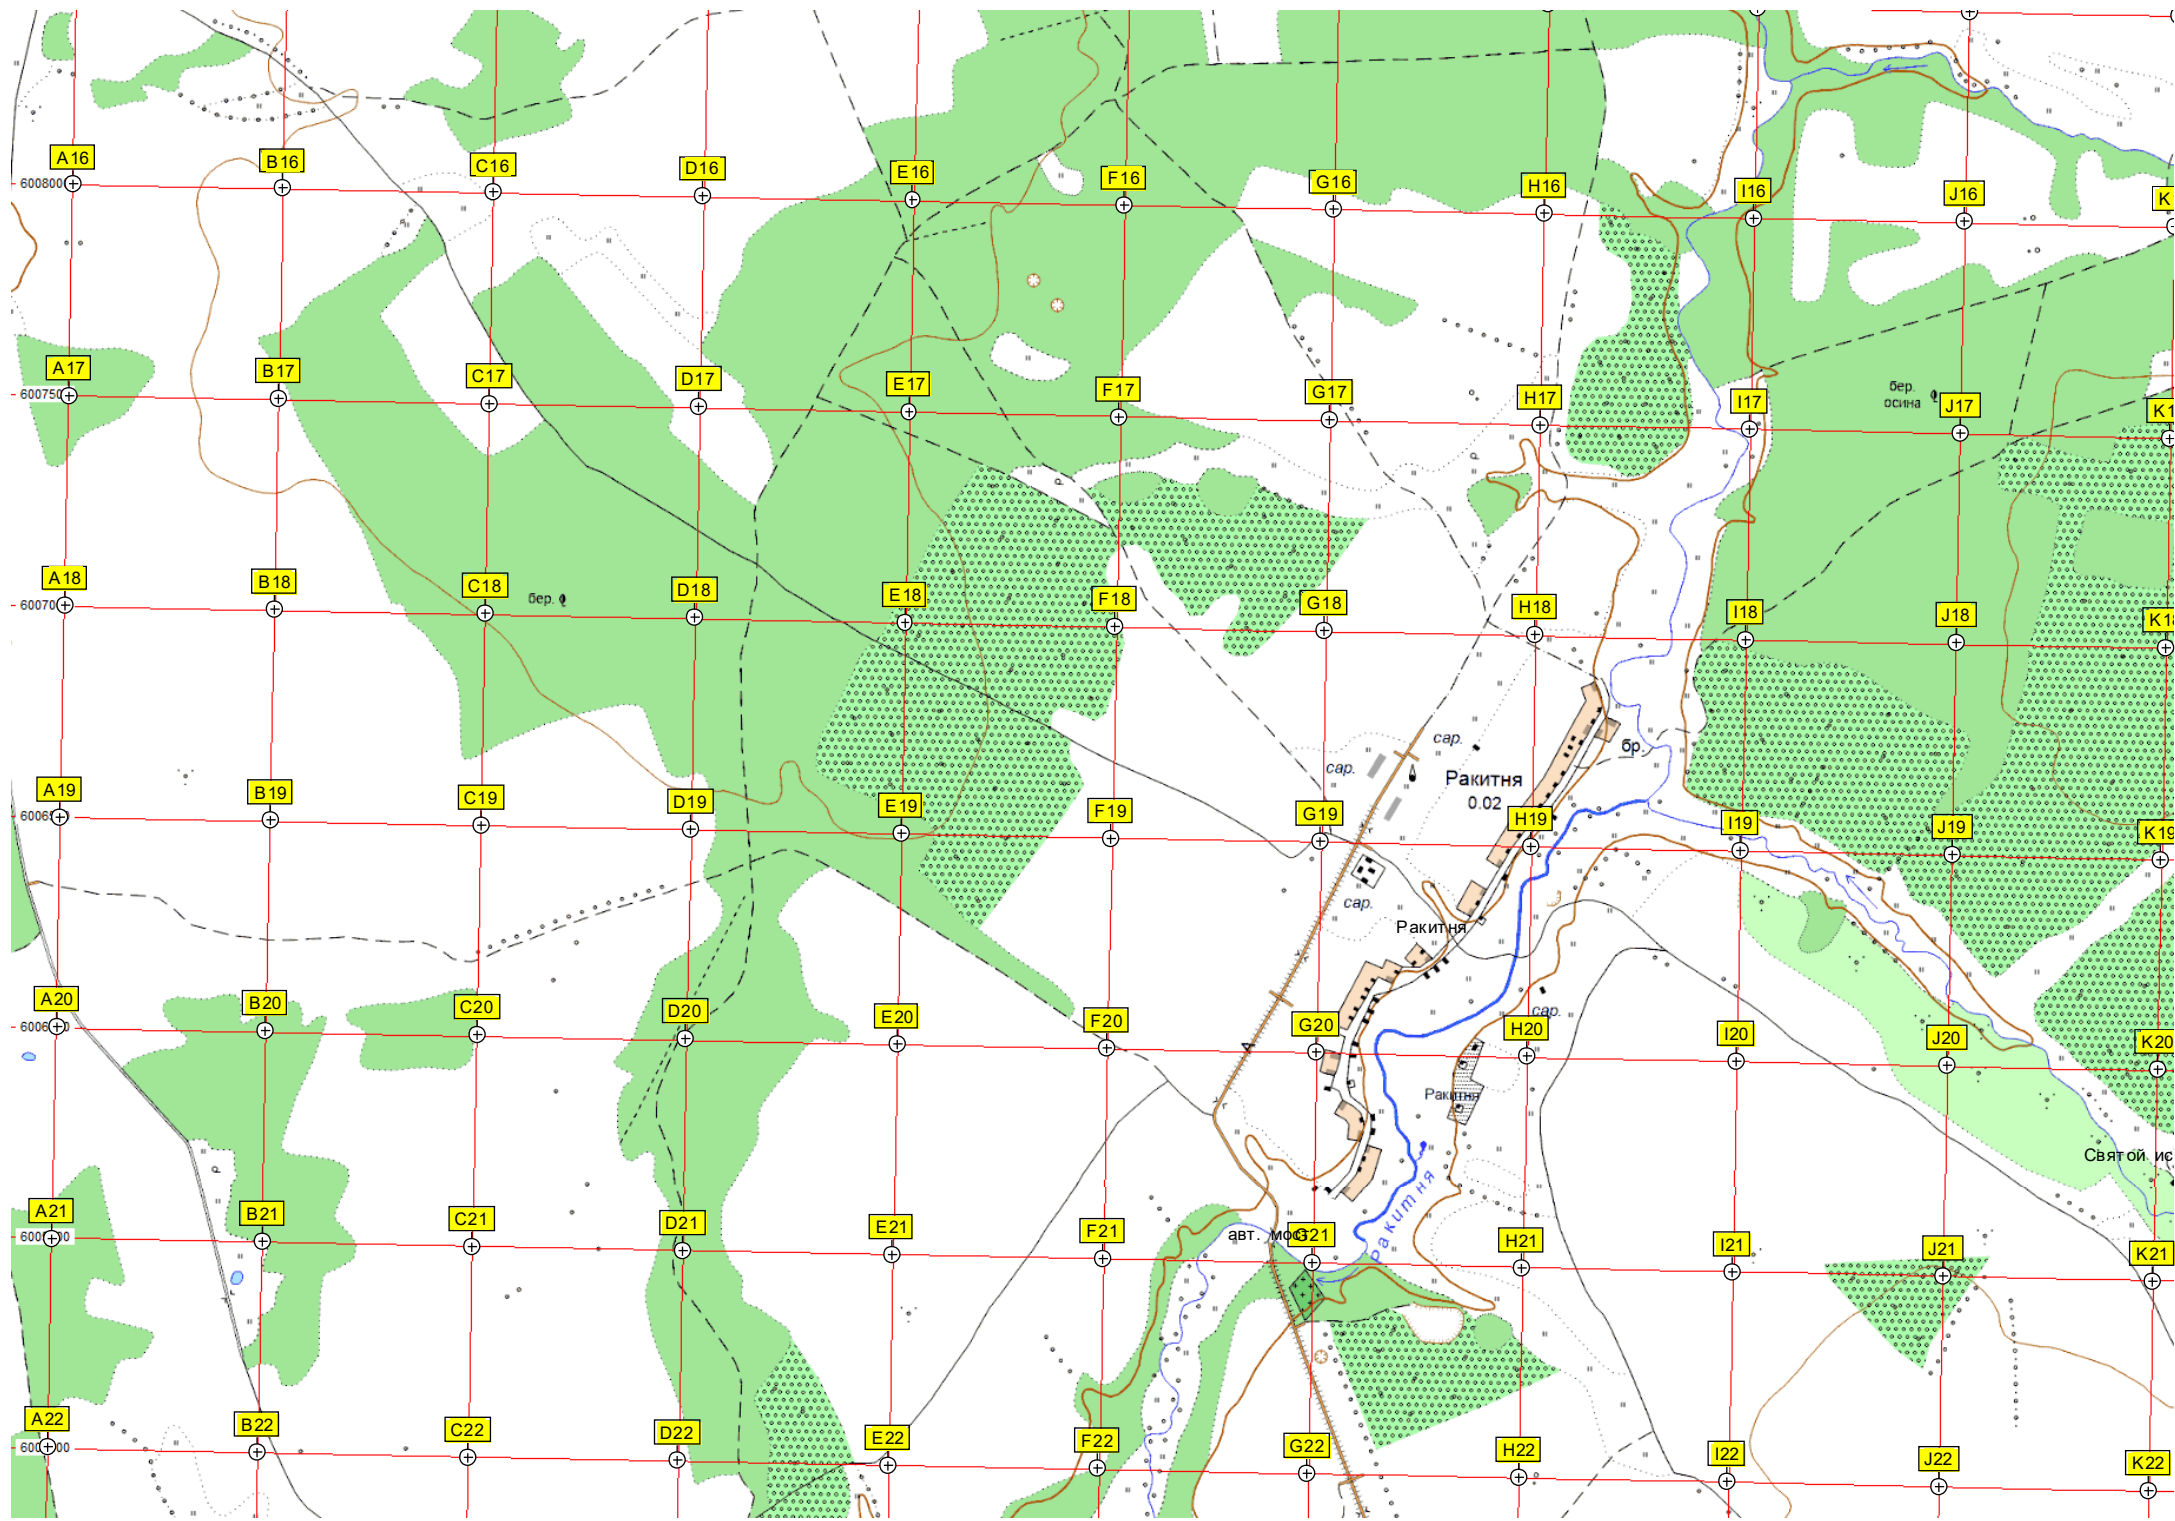 A16 B16 C16 D16 E16 F16 G16 H16 I16 J16
600800
бер.
осина
A17 B17 C17 D17 E17 F17 G17 H17 I17 J17
600750
A18 B18 C18 D18 E18 F18 G18 H18 I18 J18 K18
бер.
сар.
бр.
сар.
Ракитня
0.02
A19 B19 C19 D19 E19 F19 G19 H19 I19 J19 K19
сар.
Ракитня
A20 B20 C20 D20 E20 F20 G20 H20 I20 J20 K20
сар.
Ракитня
Святой ис
Ракитня
A21 B21 C21 D21 E21 F21 G21 H21 I21 J21 K21
авт. мост
A22 B22 C22 D22 E22 F22 G22 H22 I22 J22 K22